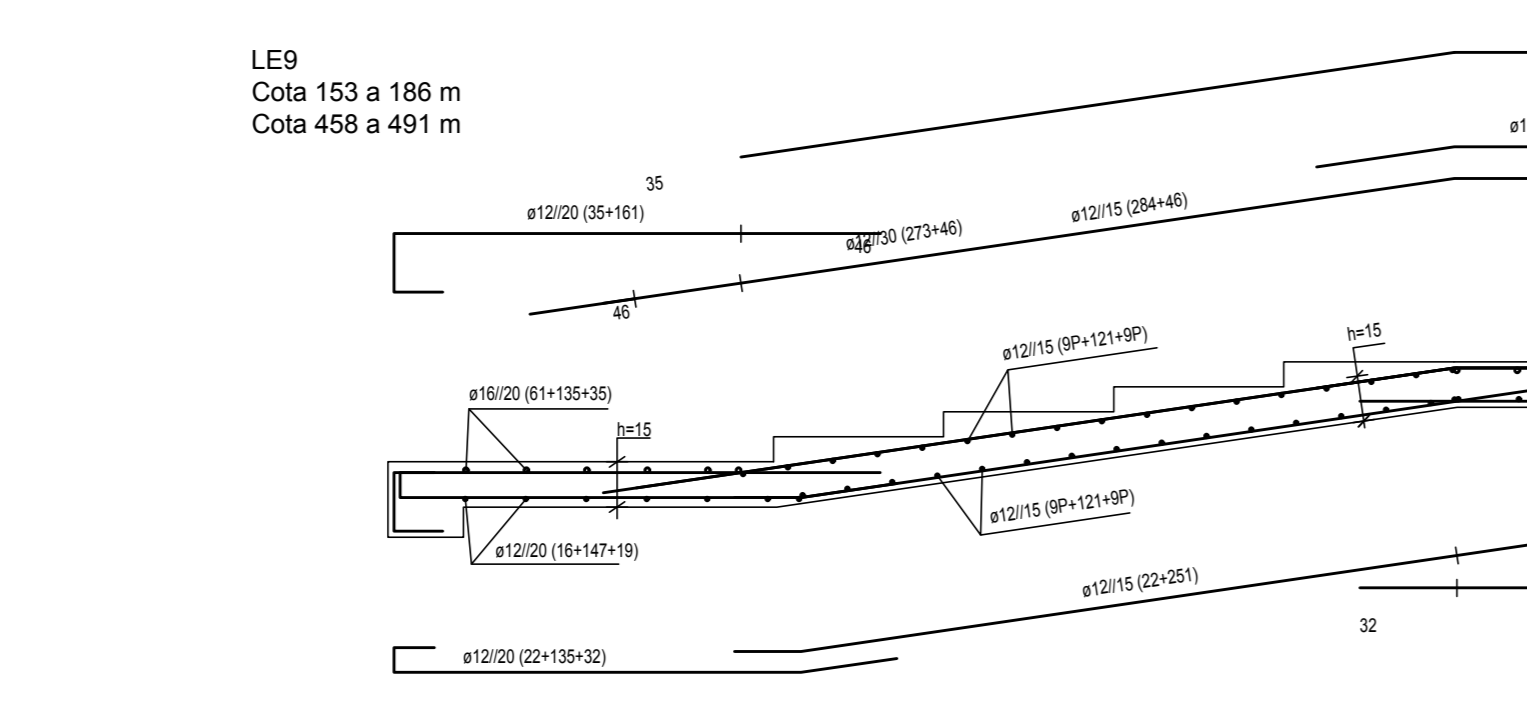 LE9
Cota 153 a 186 m
Cota 458 a 491 m
ø1
35
ø12//20 (35+161)
ø12//15 (284+46)
ø12//30 (273+46)
46
46
ø12//15 (9P+121+9P)
h=15
ø16//20 (61+135+35)
h=15
ø12//15 (9P+121+9P)
ø12//20 (16+147+19)
ø12//15 (22+251)
32
ø12//20 (22+135+32)